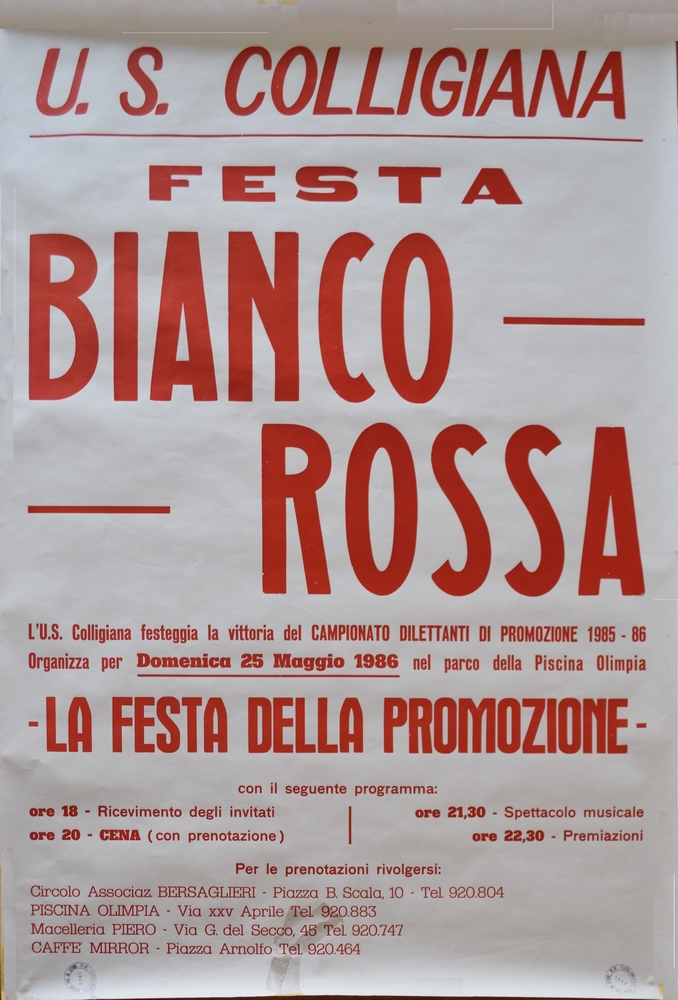 U. S. COLLIGIANA
FESTA
BIANCO —
— ROSSA
L'U.S. Colligiana festeggia la vittoria del CAMPIONATO DILETTANTI DI PROMOZIONE 1985 - 86
Organizza per Domenica 25 Maggio 1986 nel parco della Piscina Olimpia
- LA FESTA DELLA PROMOZIONE -
con il seguente programma:
ore 18 - Ricevimento degli invitati
ore 20 - CENA (con prenotazione)
ore 21,30 - Spettacolo musicale
ore 22,30 - Premiazioni
Per le prenotazioni rivolgersi:
Circolo Associaz. BERSAGLIERI - Piazza B. Scala, 10 - Tel. 920.804
PISCINA OLIMPIA - Via xxv Aprile Tel. 920.883
Macelleria PIERO - Via G. del Secco, 45 Tel. 920.747
CAFFE' MIRROR - Piazza Arnolfo Tel. 920.464